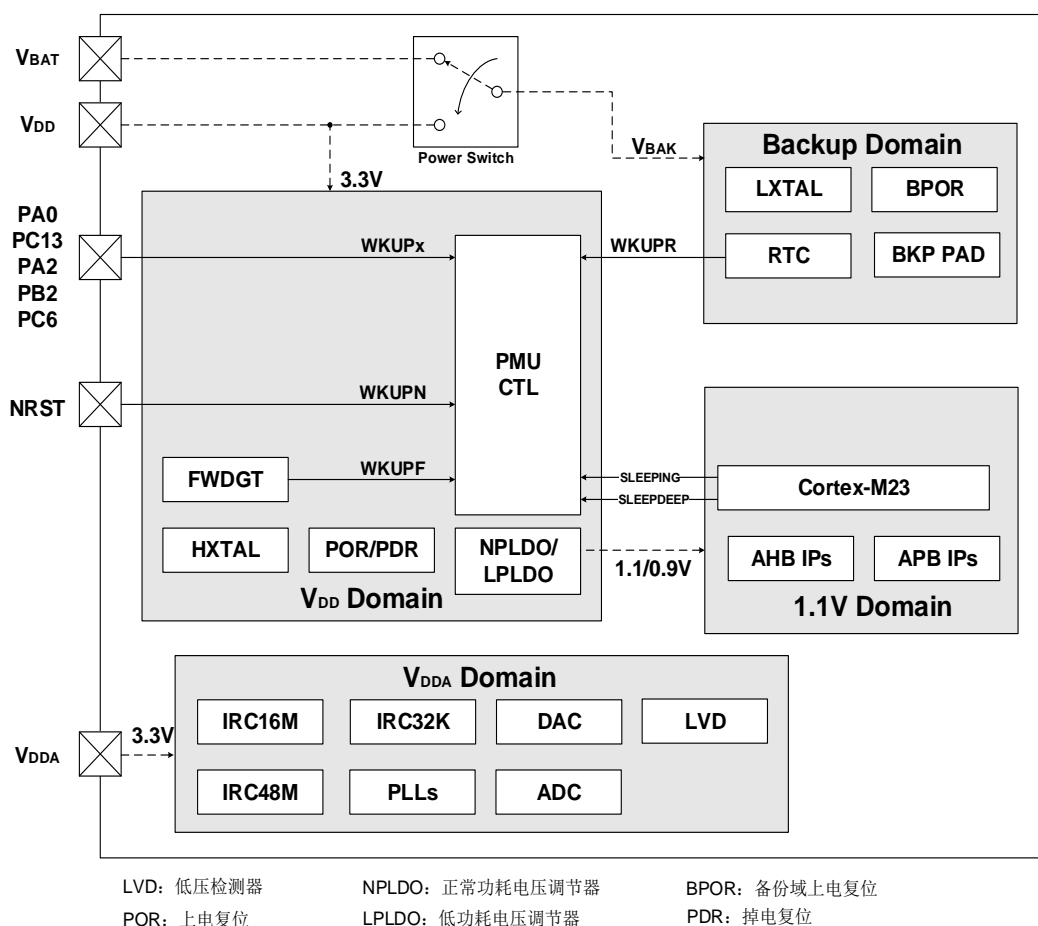 VBAT
VDD
Power Switch
3.3V
VBAK
Backup Domain
LXTAL
BPOR
RTC
BKP PAD
PA0
PC13
PA2
PB2
PC6
WKUPx
WKUPR
PMU
CTL
NRST
WKUPN
FWDGT
WKUPF
SLEEPING
SLEEPDEEP
Cortex-M23
HXTAL
POR/PDR
NPLDO/
LPLDO
1.1/0.9V
AHB IPs
APB IPs
VDD Domain
1.1V Domain
VDDA Domain
VDDA
3.3V
IRC16M
IRC32K
DAC
LVD
IRC48M
PLLs
ADC
LVD：低压检测器
NPLDO：正常功耗电压调节器
BPOR：备份域上电复位
POR：上电复位
LPLDO：低功耗电压调节器
PDR：掉电复位